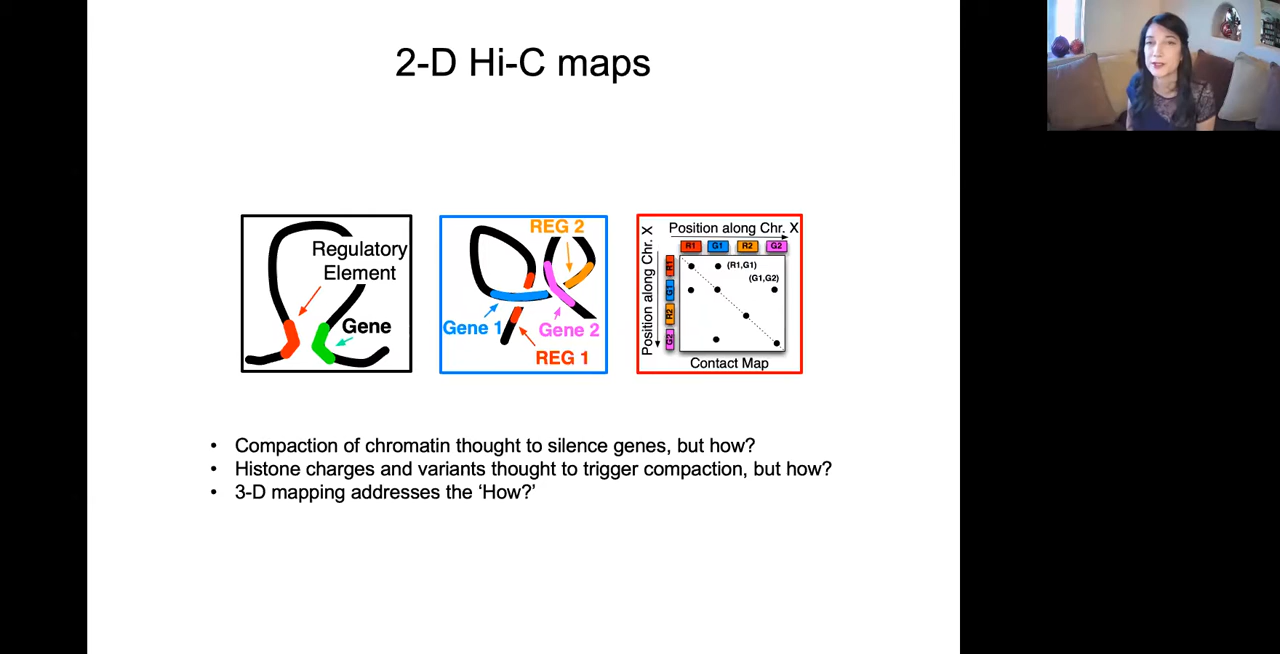 2-D Hi-C maps
Regulatory
Element
Gene
REG 2
Gene 1
Gene 2
REG 1
Position along Chr. X
R1 G1 R2 G2
Position along Chr. X
R1
G1
R2
G2
(R1,G1)
(G1,G2)
Contact Map
• Compaction of chromatin thought to silence genes, but how?
• Histone charges and variants thought to trigger compaction, but how?
• 3-D mapping addresses the ‘How?’